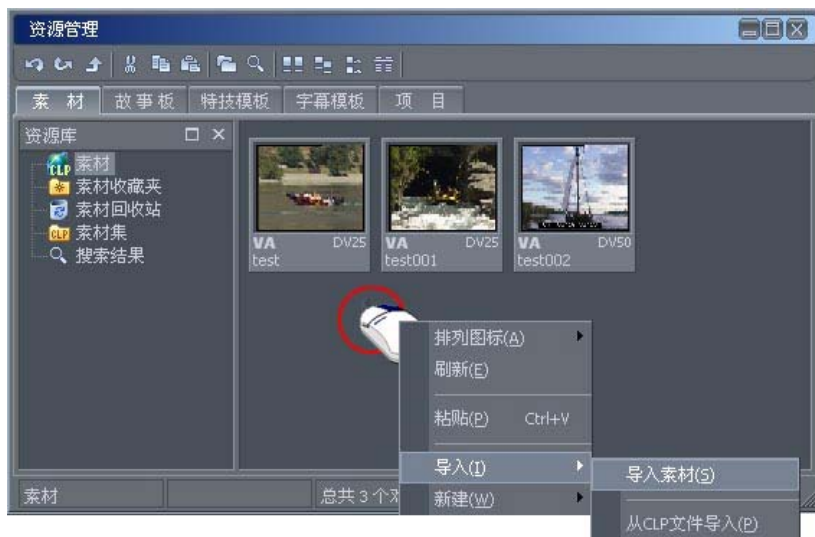 资源管理
素 材 故事板 特技模板 字幕模板 项 目
资源库
CLP 素材
素材收藏夹
素材回收站
CLP 素材集
搜索结果
VA DV25
test
VA DV25
test001
VA DV50
test002
排列图标(A)
刷新(E)
粘贴(P) Ctrl+V
导入(I)
新建(W)
导入素材(S)
从CLP文件导入(P)
素材
总共 3 个